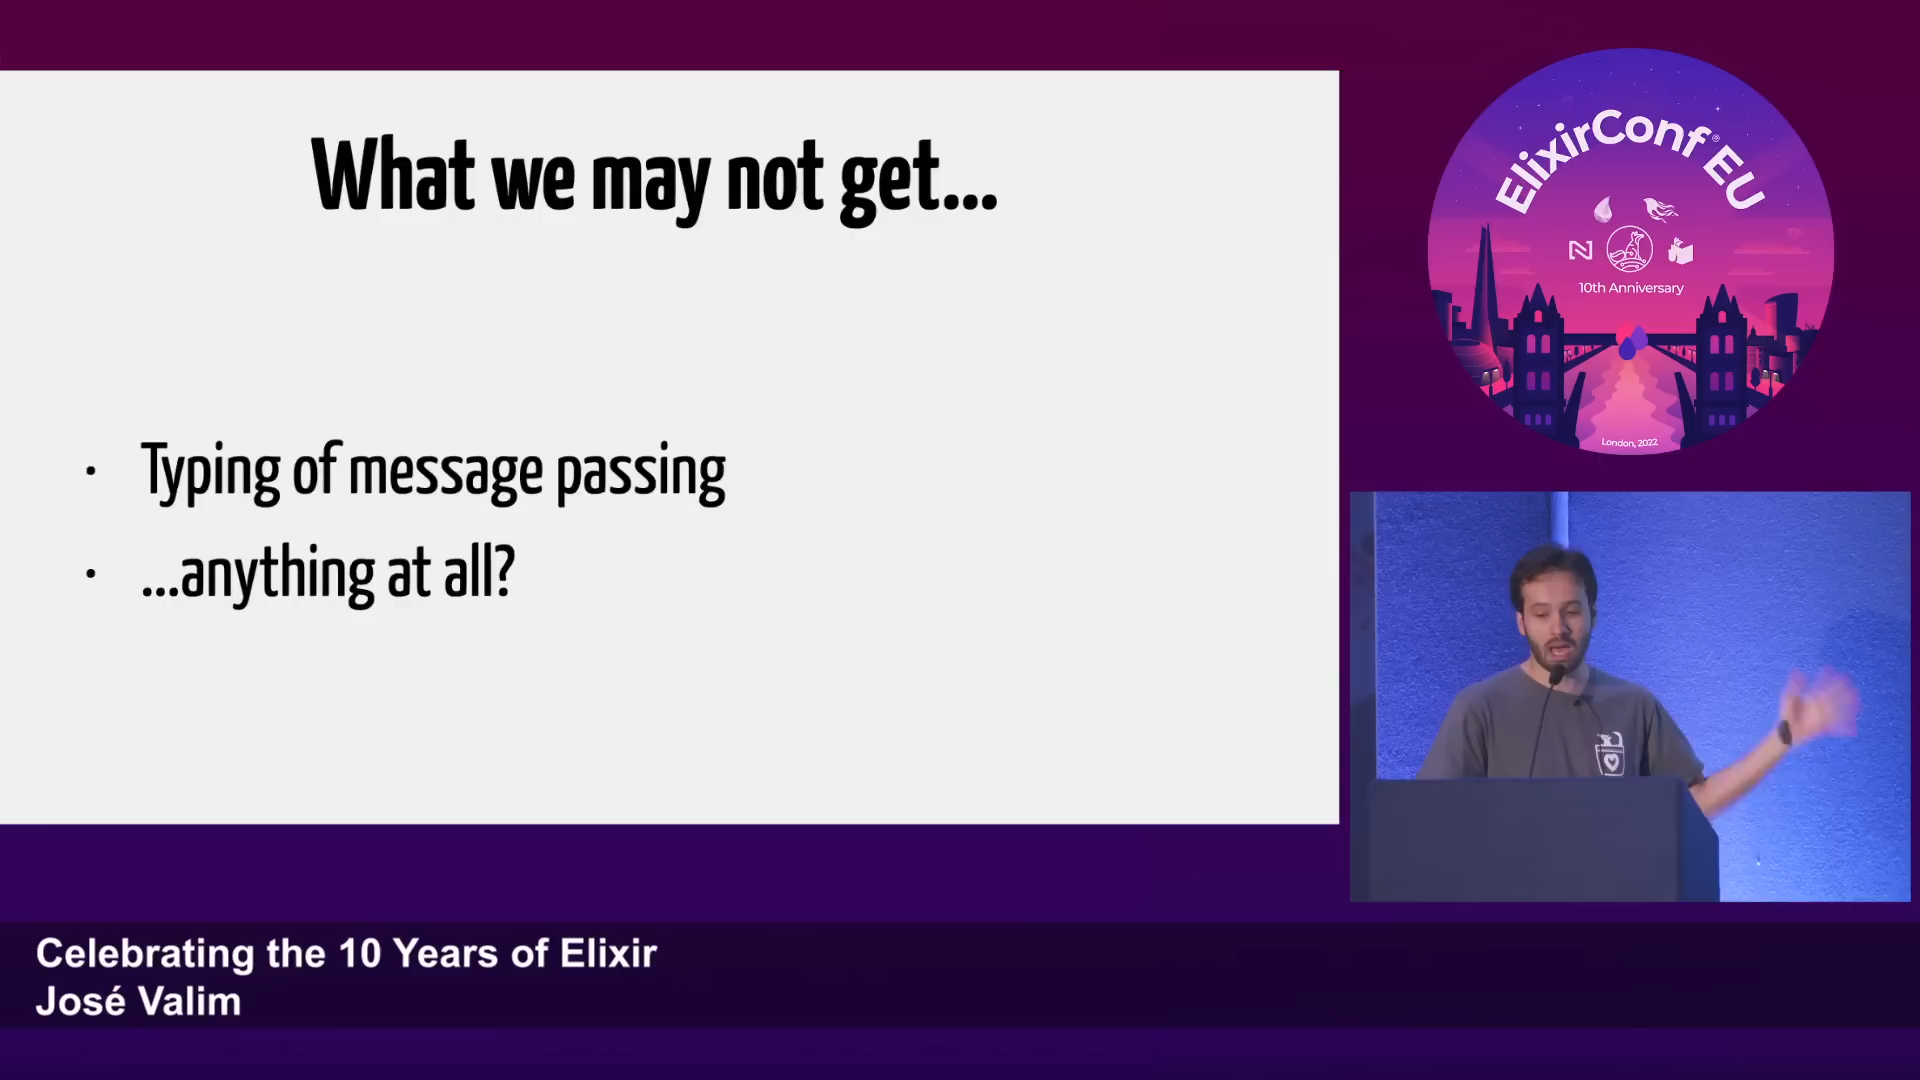 What we may not get...
· Typing of message passing
· ...anything at all?
ElixirConf® EU
10th Anniversary
London, 2022
Celebrating the 10 Years of Elixir
José Valim